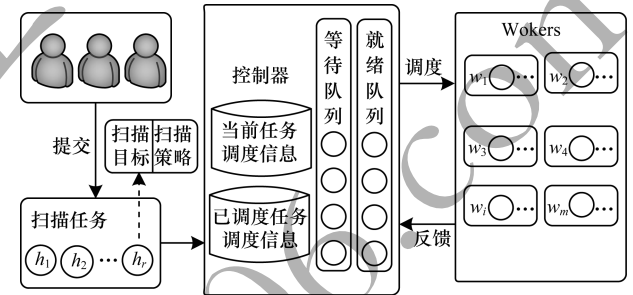 提交
扫描
目标
扫描
策略
扫描任务
h1 h2 … hr
控制器
当前任务
调度信息
已调度任务
调度信息
等待队列
就绪队列
调度
反馈
Wokers
w1 … w2 …
w3 … w4 …
wi … wm …